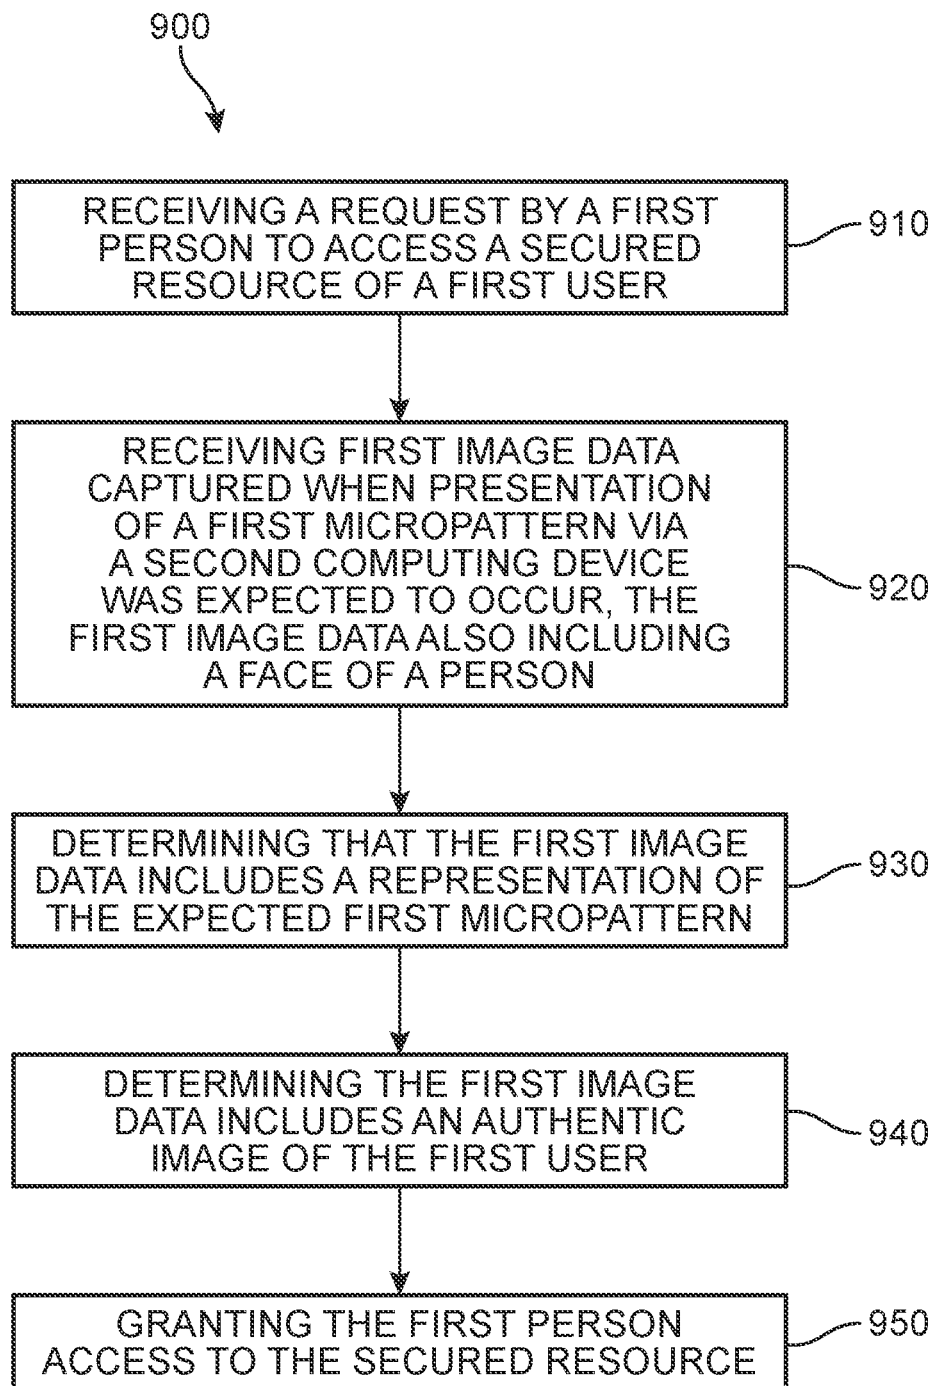 900
RECEIVING A REQUEST BY A FIRST
PERSON TO ACCESS A SECURED
RESOURCE OF A FIRST USER
910
RECEIVING FIRST IMAGE DATA
CAPTURED WHEN PRESENTATION
OF A FIRST MICROPATTERN VIA
A SECOND COMPUTING DEVICE
WAS EXPECTED TO OCCUR, THE
FIRST IMAGE DATA ALSO INCLUDING
A FACE OF A PERSON
920
DETERMINING THAT THE FIRST IMAGE
DATA INCLUDES A REPRESENTATION OF
THE EXPECTED FIRST MICROPATTERN
930
DETERMINING THE FIRST IMAGE
DATA INCLUDES AN AUTHENTIC
IMAGE OF THE FIRST USER
940
GRANTING THE FIRST PERSON
ACCESS TO THE SECURED RESOURCE
950